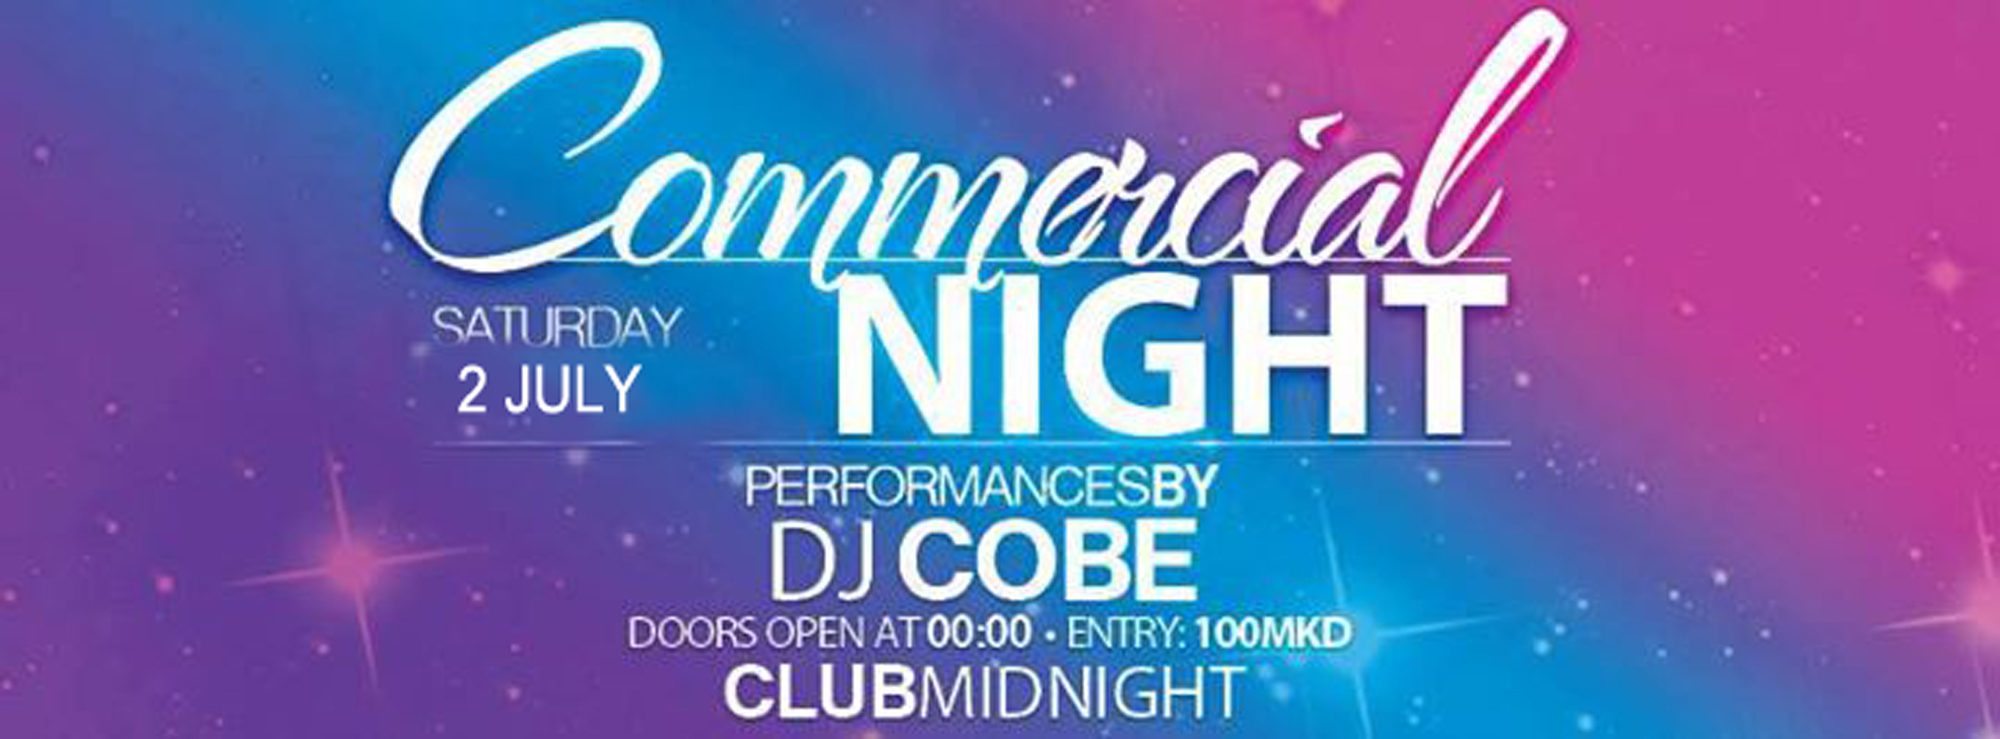 Commercial
NIGHT
SATURDAY
2 JULY
PERFORMANCESBY
DJ COBE
DOORS OPEN AT 00:00 • ENTRY: 100MKD
CLUBMIDNIGHT